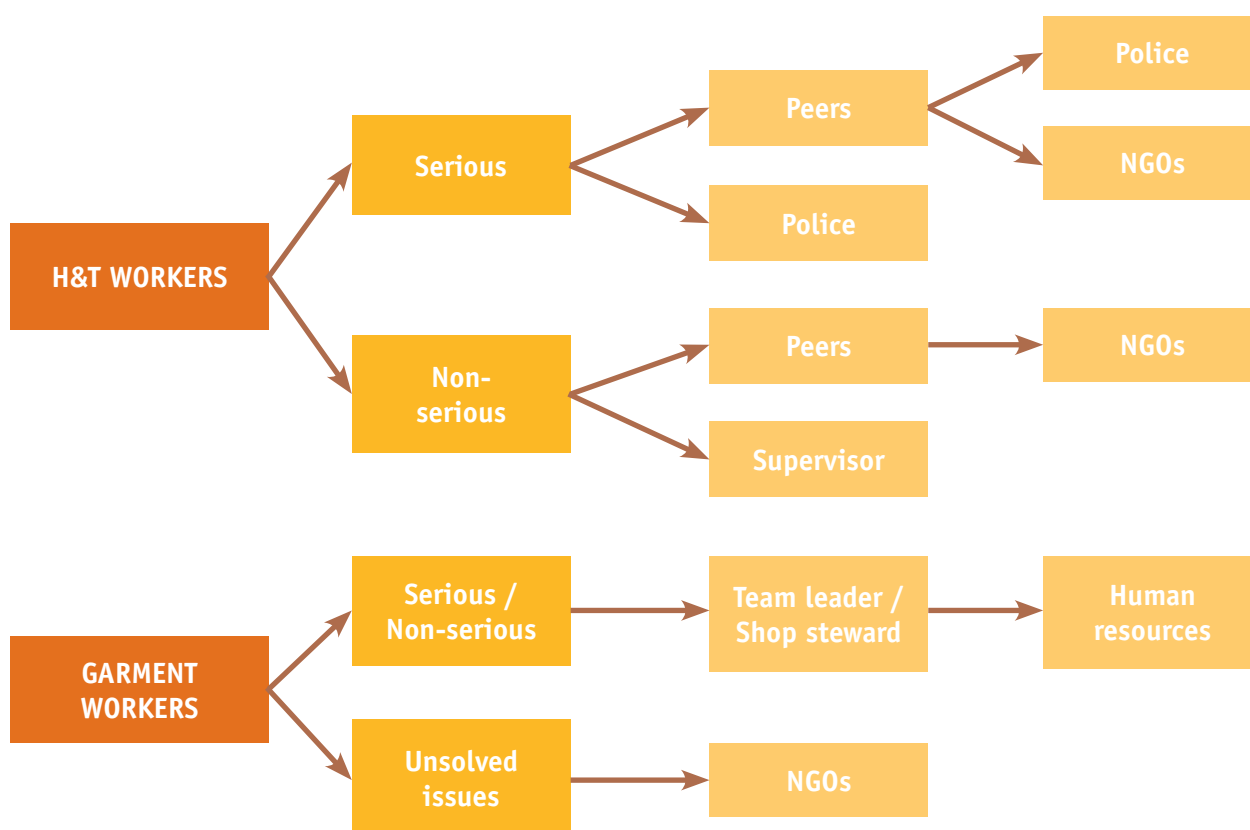 H&T WORKERS
Serious
Peers
Police
NGOs
Police
Non-
serious
Peers
NGOs
Supervisor
GARMENT
WORKERS
Serious /
Non-serious
Team leader /
Shop steward
Human
resources
Unsolved
issues
NGOs